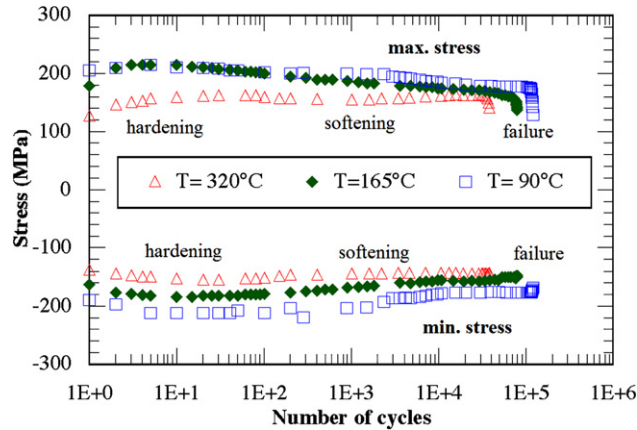 300
200
100
0
-100
-200
-300
Stress (MPa)
max. stress
hardening
softening
failure
T= 320°C
T=165°C
T= 90°C
hardening
softening
failure
min. stress
1E+0
1E+1
1E+2
1E+3
1E+4
1E+5
1E+6
Number of cycles